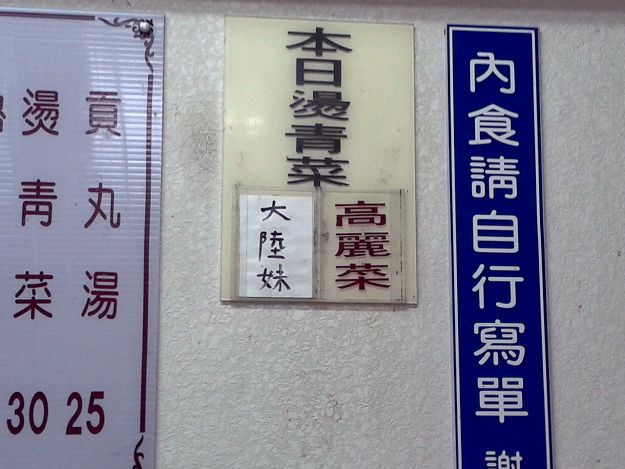 貢丸湯 25
燙青菜 30
本日燙青菜
高麗菜
大陸妹
內食請自行寫單